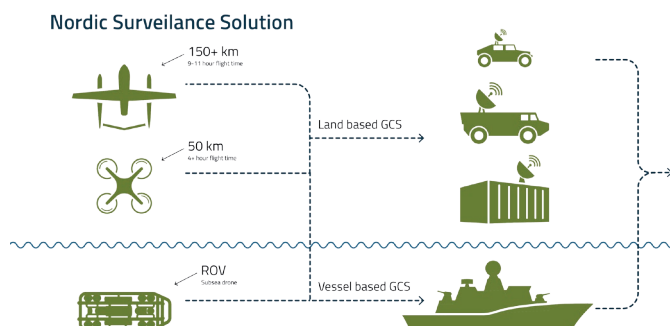 Nordic Surveilance Solution
150+ km
9-11 hour flight time
50 km
4+ hour flight time
Land based GCS
ROV
Subsea drone
Vessel based GCS